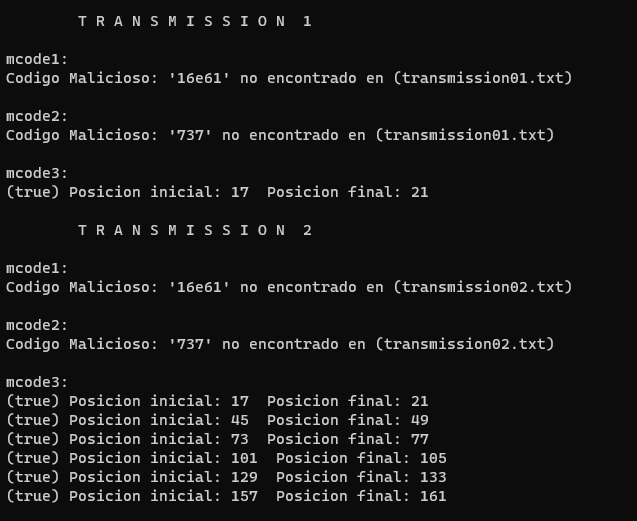 T R A N S M I S S I O N  1
mcode1:
Codigo Malicioso: '16e61' no encontrado en (transmission01.txt)
mcode2:
Codigo Malicioso: '737' no encontrado en (transmission01.txt)
mcode3:
(true) Posicion inicial: 17  Posicion final: 21
T R A N S M I S S I O N  2
mcode1:
Codigo Malicioso: '16e61' no encontrado en (transmission02.txt)
mcode2:
Codigo Malicioso: '737' no encontrado en (transmission02.txt)
mcode3:
(true) Posicion inicial: 17  Posicion final: 21
(true) Posicion inicial: 45  Posicion final: 49
(true) Posicion inicial: 73  Posicion final: 77
(true) Posicion inicial: 101  Posicion final: 105
(true) Posicion inicial: 129  Posicion final: 133
(true) Posicion inicial: 157  Posicion final: 161